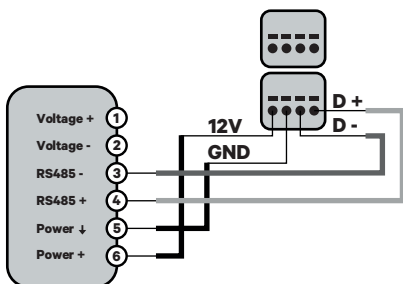 Voltage + 1
Voltage - 2
RS485 - 3
RS485 + 4
Power ↓ 5
Power + 6
12V
GND
D +
D -